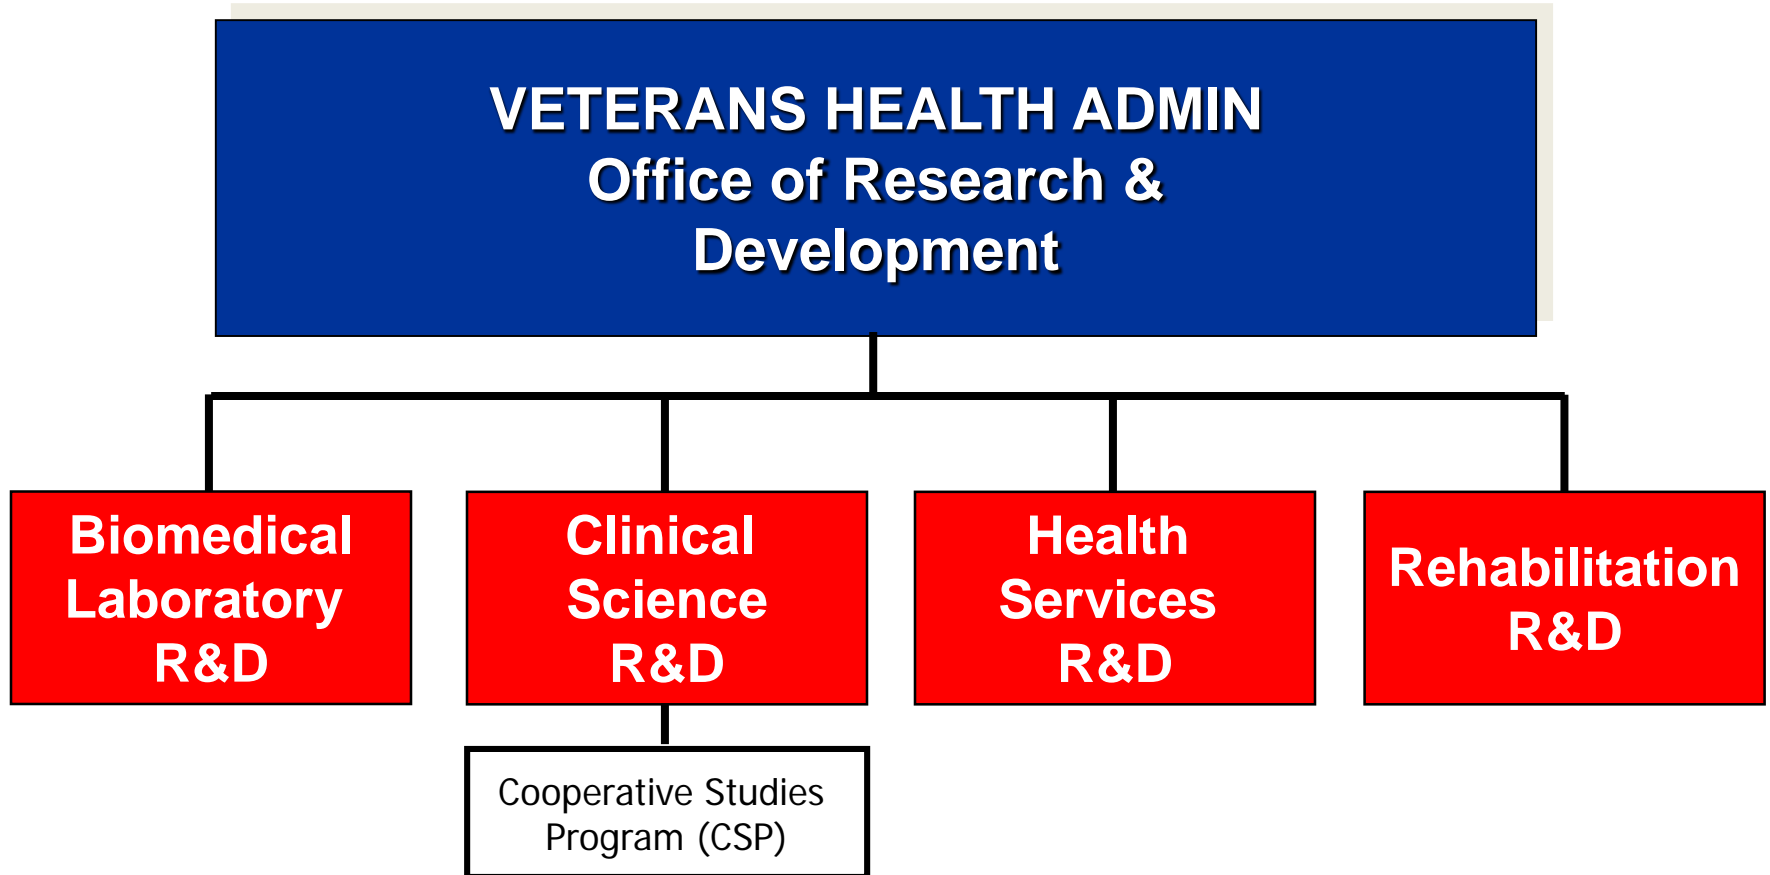 VETERANS HEALTH ADMIN
Office of Research &
Development
Biomedical
Laboratory
R&D
Clinical
Science
R&D
Health
Services
R&D
Rehabilitation
R&D
Cooperative Studies
Program (CSP)